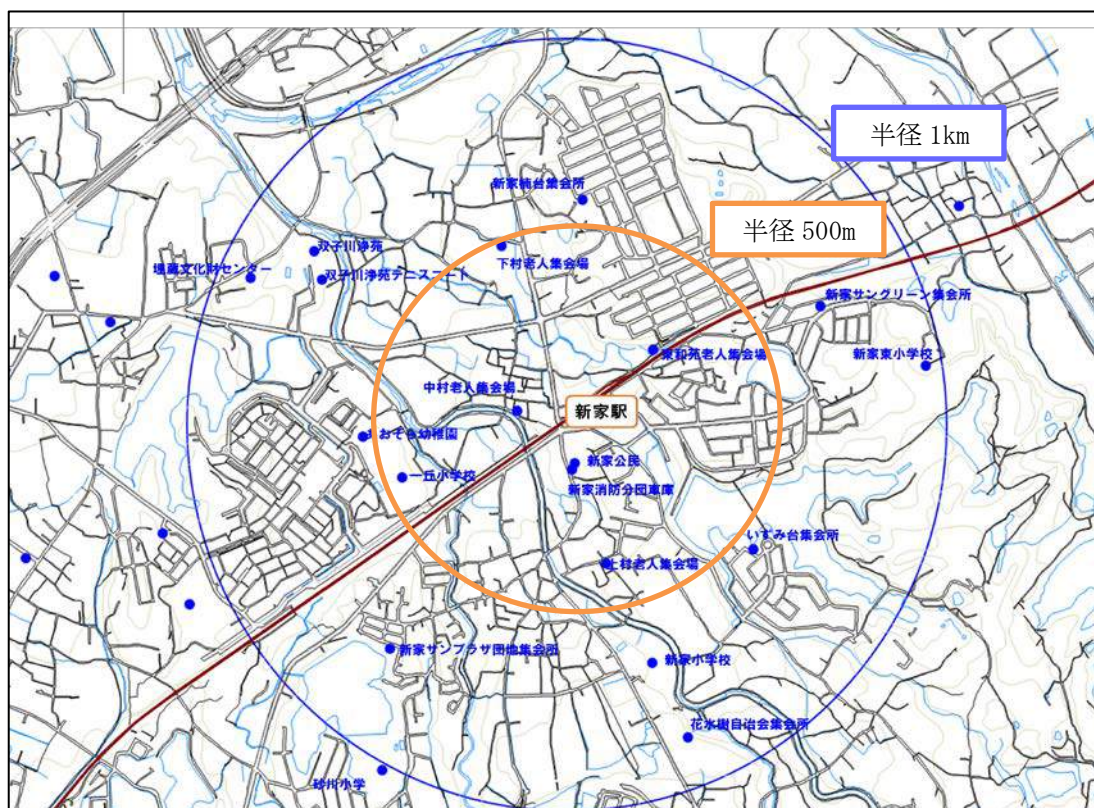 半径 1km
新家楠台集会所
半径 500m
双子川浄苑
下村老人集会場
埋蔵文化財センター
双子川浄苑テニスコート
新家サングリーン集会所
東和苑老人集会場
新家東小学校
中村老人集会場
新家駅
あおぞら幼稚園
一丘小学校
新家公民
新家消防分団車庫
いずみ台集会所
上村老人集会場
新家サンプラザ団地集会所
新家小学校
花水樹自治会集会所
砂川小学